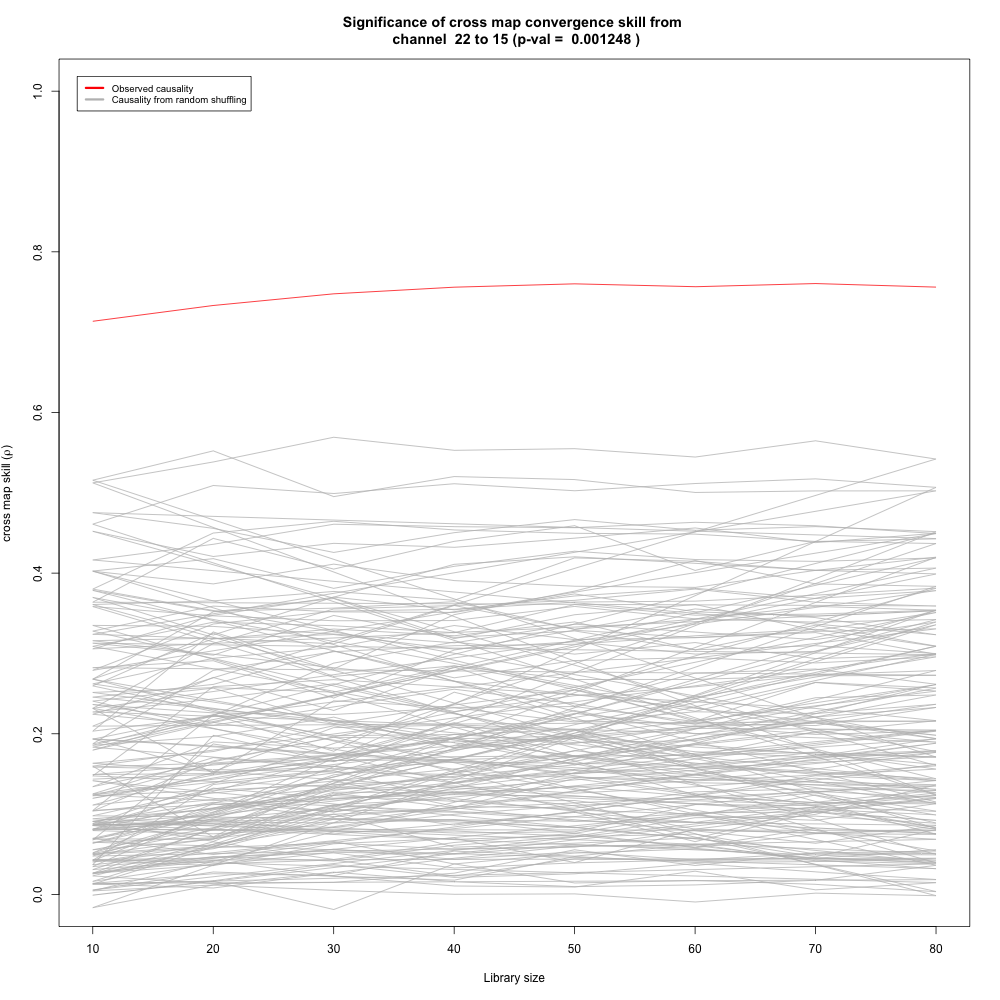 Significance of cross map convergence skill from
channel  22 to 15 (p-val =  0.001248 )
Observed causality
Causality from random shuffling
1.0
0.8
0.6
0.4
0.2
0.0
cross map skill (ρ)
10 20 30 40 50 60 70 80
Library size